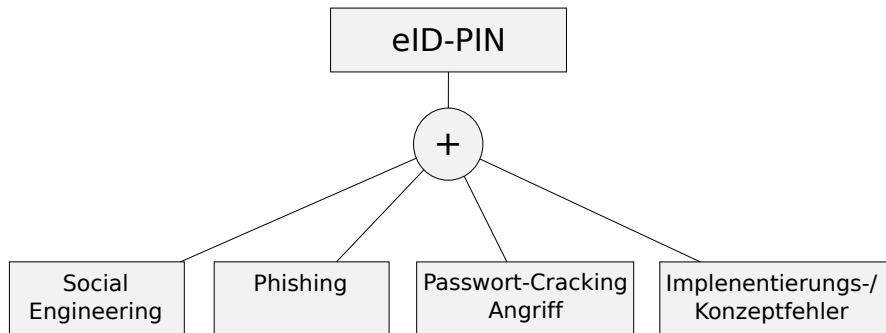 eID-PIN
+
Social
Engineering
Phishing
Passwort-Cracking
Angriff
Implenentierungs-/
Konzeptfehler